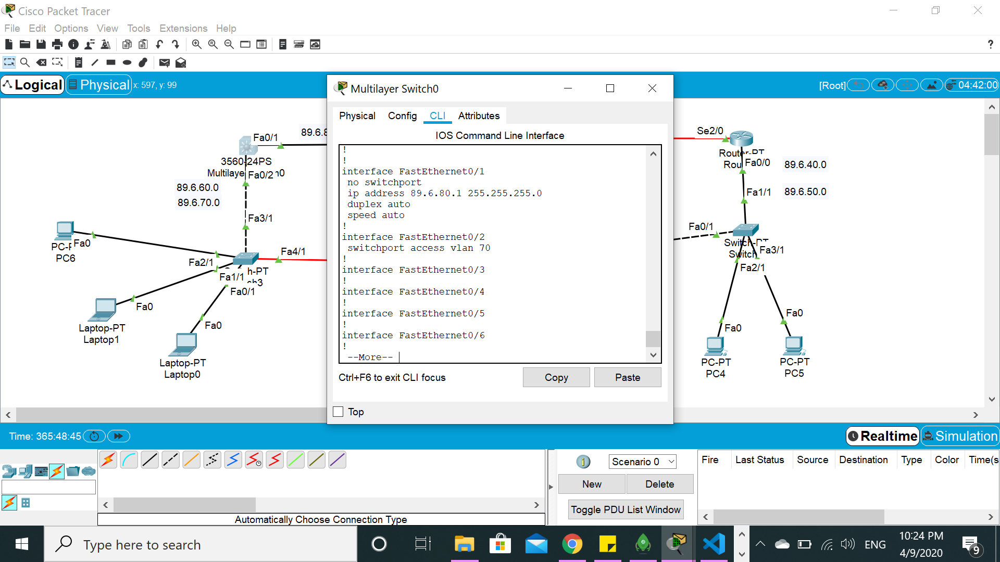 Cisco Packet Tracer
File Edit Options View Tools Extensions Help
Logical Physical x: 597, y: 99
[Root] 04:42:00
Multilayer Switch0
Physical Config CLI Attributes
IOS Command Line Interface
!
!
interface FastEthernet0/1
no switchport
ip address 89.6.80.1 255.255.255.0
duplex auto
speed auto
!
interface FastEthernet0/2
switchport access vlan 70
!
interface FastEthernet0/3
!
interface FastEthernet0/4
!
interface FastEthernet0/5
!
interface FastEthernet0/6
!
--More--
Ctrl+F6 to exit CLI focus
Copy Paste
Top
Fa0/1
89.6.8
3560-24PS
Multilaye Fa0/2 0
89.6.60.0
89.6.70.0
Fa3/1
Fa0
PC6
Fa2/1
Fa4/1
Fa1/1
Fa0/1
Fa0
Laptop-PT
Laptop1
Fa0
Laptop-PT
Laptop0
Se2/0
Router-PT
Rou Fa0/0
89.6.40.0
Fa1/1
89.6.50.0
Fa0/1
Switch-PT
Switch
Fa3/1
Fa2/1
Fa0
Fa0
PC-PT
PC4
PC-PT
PC5
Time: 365:48:45
Realtime Simulation
Automatically Choose Connection Type
Scenario 0
New Delete
Toggle PDU List Window
Fire Last Status Source Destination Type Color Time(s
Type here to search
ENG
10:24 PM
4/9/2020
9